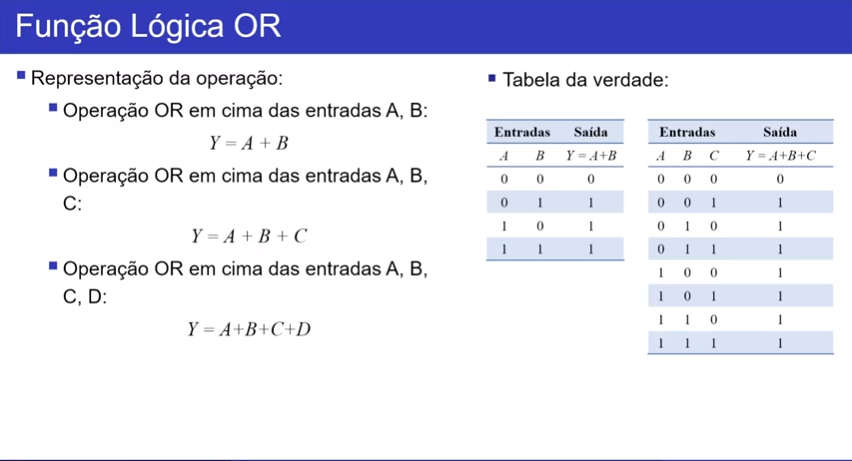 Função Lógica OR
Representação da operação:
Operação OR em cima das entradas A, B:
Y = A + B
Operação OR em cima das entradas A, B,
C:
Y = A + B + C
Operação OR em cima das entradas A, B,
C, D:
Y = A+B+C+D
Tabela da verdade:
Entradas Saída
A B Y = A+B
0 0 0
0 1 1
1 0 1
1 1 1
Entradas Saída
A B C Y = A+B+C
0 0 0 0
0 0 1 1
0 1 0 1
0 1 1 1
1 0 0 1
1 0 1 1
1 1 0 1
1 1 1 1